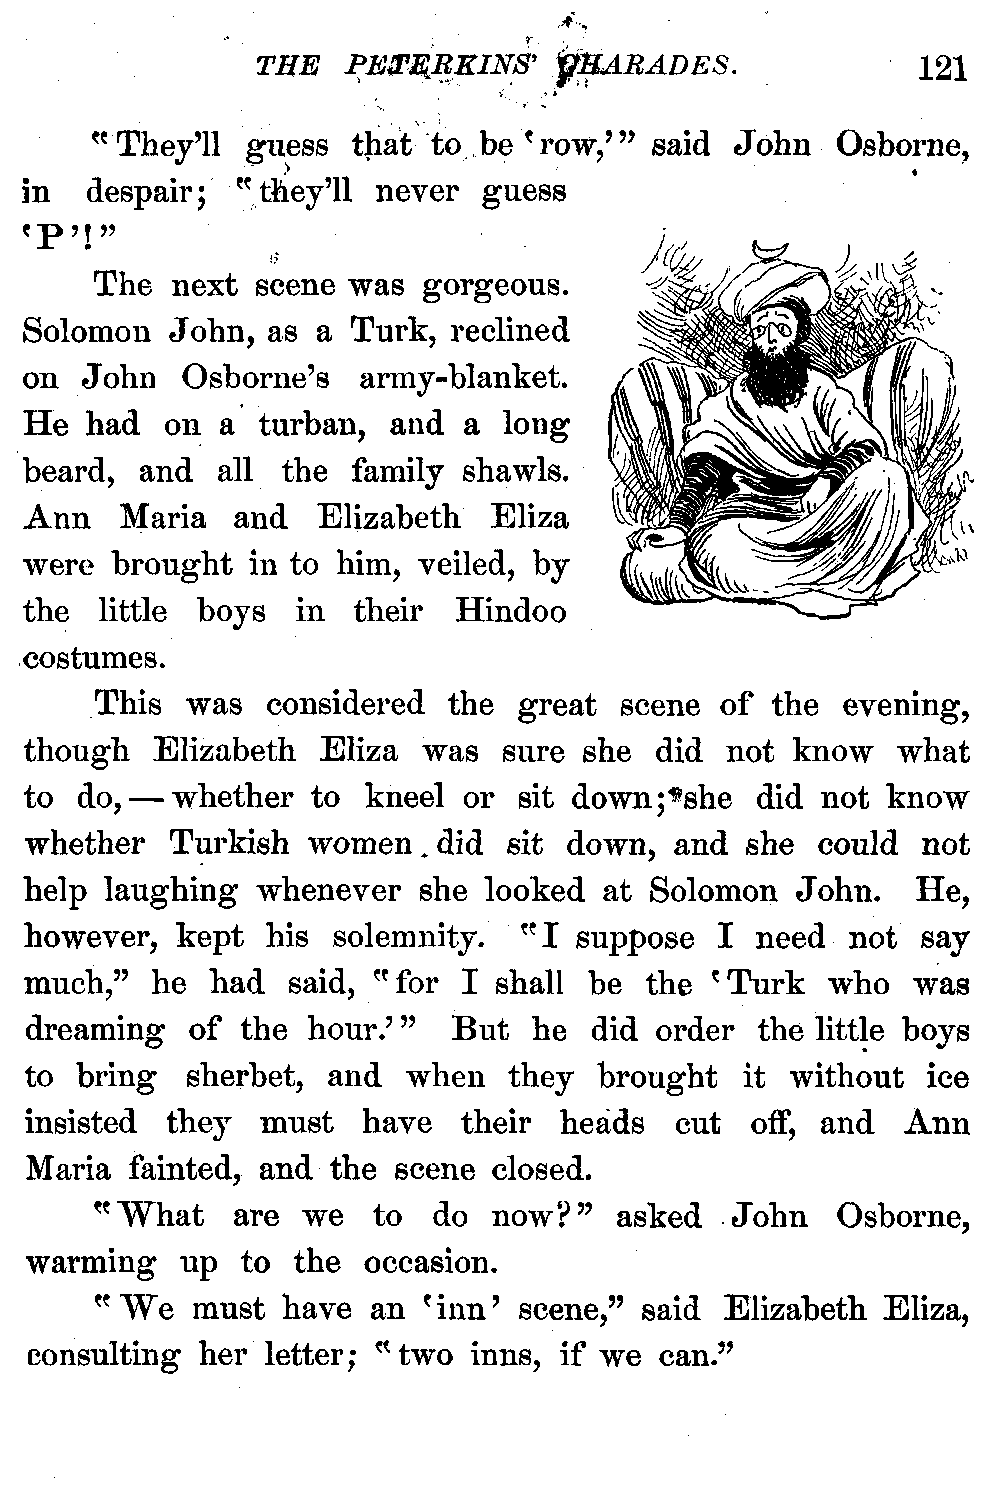 THE PETERKINS' CHARADES. 121
"They'll guess that to be 'row,'" said John Osborne,
in despair; "they'll never guess
'P'!"
The next scene was gorgeous.
Solomon John, as a Turk, reclined
on John Osborne's army-blanket.
He had on a turban, and a long
beard, and all the family shawls.
Ann Maria and Elizabeth Eliza
were brought in to him, veiled, by
the little boys in their Hindoo
costumes.
This was considered the great scene of the evening,
though Elizabeth Eliza was sure she did not know what
to do,—whether to kneel or sit down; she did not know
whether Turkish women did sit down, and she could not
help laughing whenever she looked at Solomon John. He,
however, kept his solemnity. "I suppose I need not say
much," he had said, "for I shall be the 'Turk who was
dreaming of the hour.'" But he did order the little boys
to bring sherbet, and when they brought it without ice
insisted they must have their heads cut off, and Ann
Maria fainted, and the scene closed.
"What are we to do now?" asked John Osborne,
warming up to the occasion.
"We must have an 'inn' scene," said Elizabeth Eliza,
consulting her letter; "two inns, if we can."